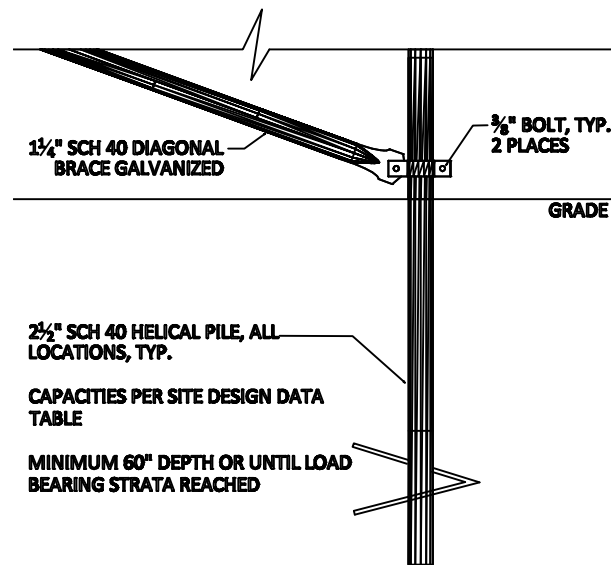 1¼" SCH 40 DIAGONAL
BRACE GALVANIZED
⅜" BOLT, TYP.
2 PLACES
GRADE
2½" SCH 40 HELICAL PILE, ALL
LOCATIONS, TYP.
CAPACITIES PER SITE DESIGN DATA
TABLE
MINIMUM 60" DEPTH OR UNTIL LOAD
BEARING STRATA REACHED